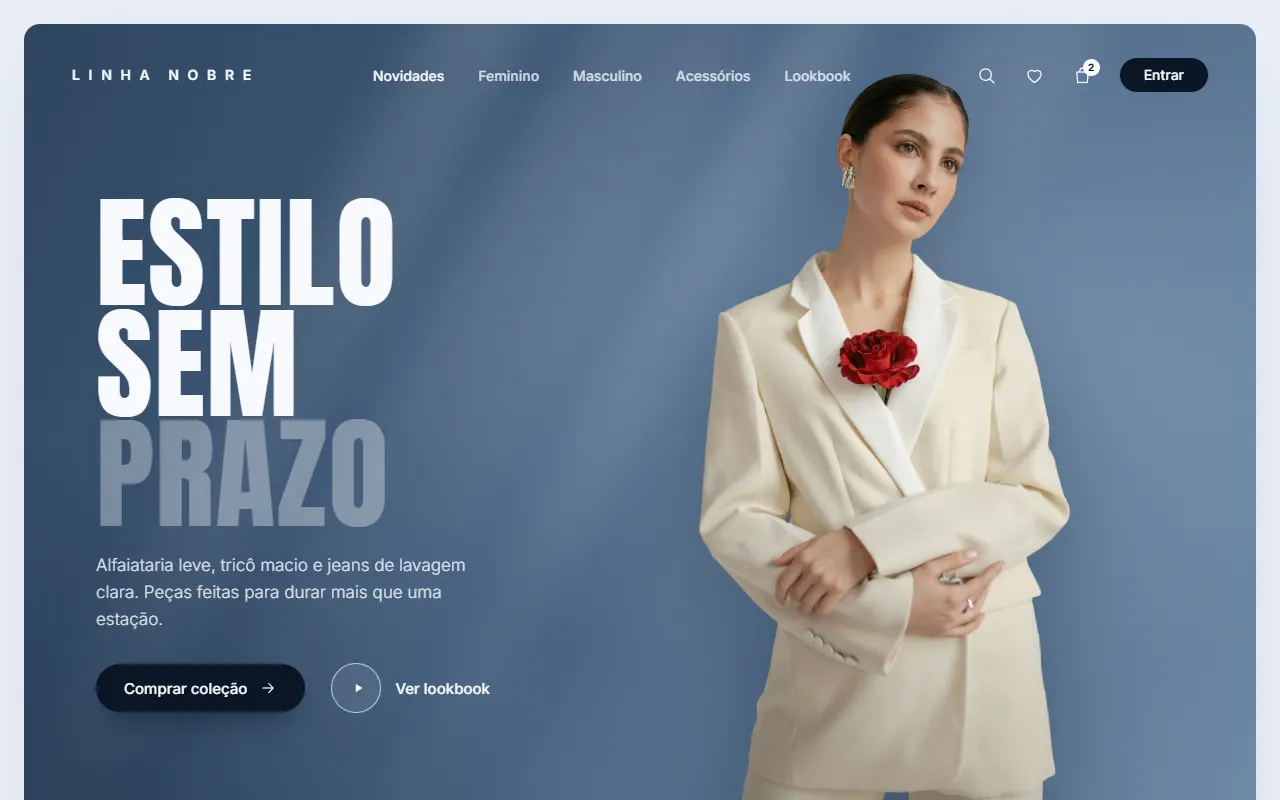 LINHA NOBRE
Novidades Feminino Masculino Acessórios Lookbook
2
Entrar
ESTILO
SEM
PRAZO
Alfaiataria leve, tricô macio e jeans de lavagem
clara. Peças feitas para durar mais que uma
estação.
Comprar coleção
Ver lookbook